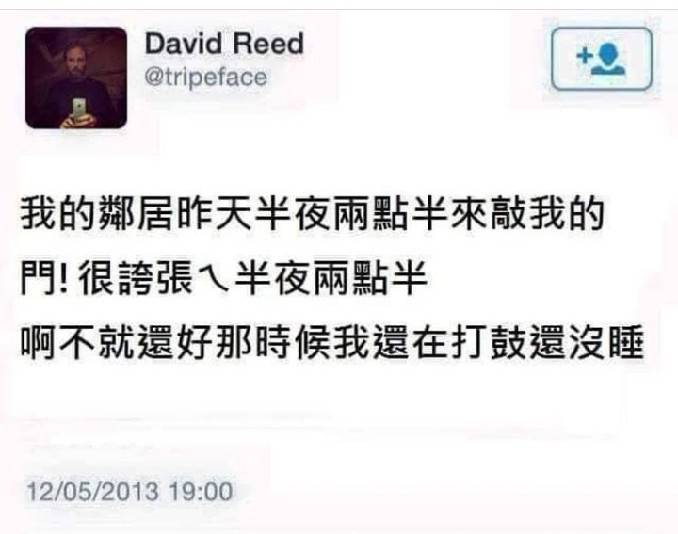 David Reed
@tripeface
我的鄰居昨天半夜兩點半來敲我的
門! 很誇張ㄟ半夜兩點半
啊不就還好那時候我還在打鼓還沒睡
12/05/2013 19:00